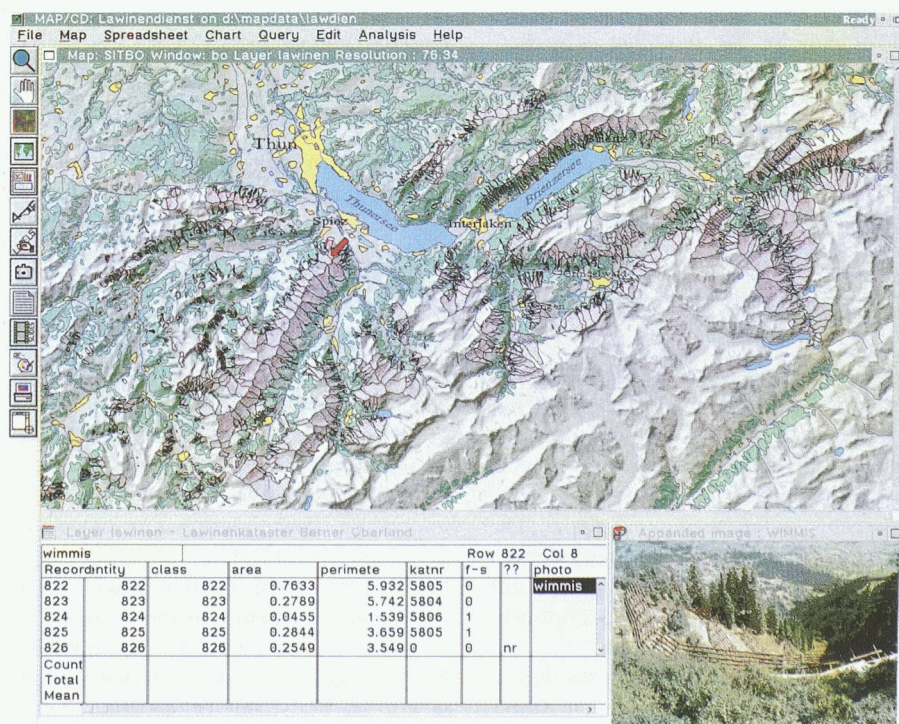 MAP/CD: Lawinendienst on d:\mapdata\lawdien Ready
File Map Spreadsheet Chart Query Edit Analysis Help
Map: SITBO Window: bo Layer lawinen Resolution : 76.34
Thun
Thunersee
Brienzersee
Spiez
Interlaken
Layer lawinen - Lawinenkataster Berner Oberland
Appended image : WIMMIS
wimmis Row 822 Col 8
Recordentity class area perimete katnr f-s ?? photo
822 822 822 0.7633 5.932 5805 0 wimmis
823 823 823 0.2789 5.742 5804 0
824 824 824 0.0455 1.539 5806 1
825 825 825 0.2844 3.659 5805 1
826 826 826 0.2549 3.549 0 0 nr
Count
Total
Mean